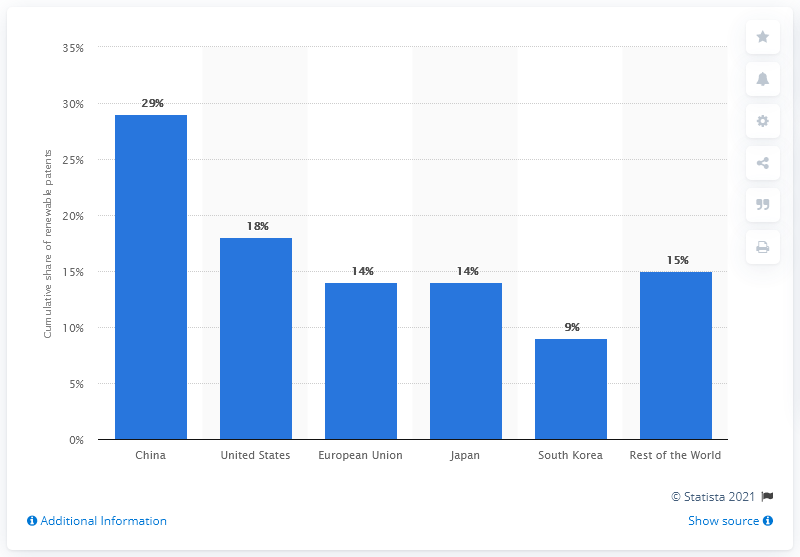 35%
30%
25%
20%
15%
10%
5%
0%
Cumulative share of renewable patents
29%
18%
14%
14%
9%
15%
China
United States
European Union
Japan
South Korea
Rest of the World
© Statista 2021
Additional Information
Show source